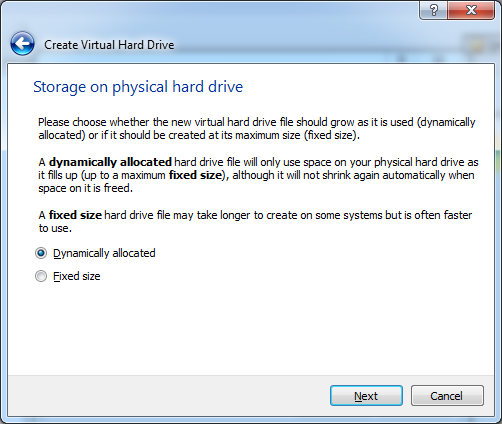 ?
Create Virtual Hard Drive
Storage on physical hard drive
Please choose whether the new virtual hard drive file should grow as it is used (dynamically
allocated) or if it should be created at its maximum size (fixed size).
A dynamically allocated hard drive file will only use space on your physical hard drive as
it fills up (up to a maximum fixed size), although it will not shrink again automatically when
space on it is freed.
A fixed size hard drive file may take longer to create on some systems but is often faster
to use.
Dynamically allocated
Fixed size
Next
Cancel